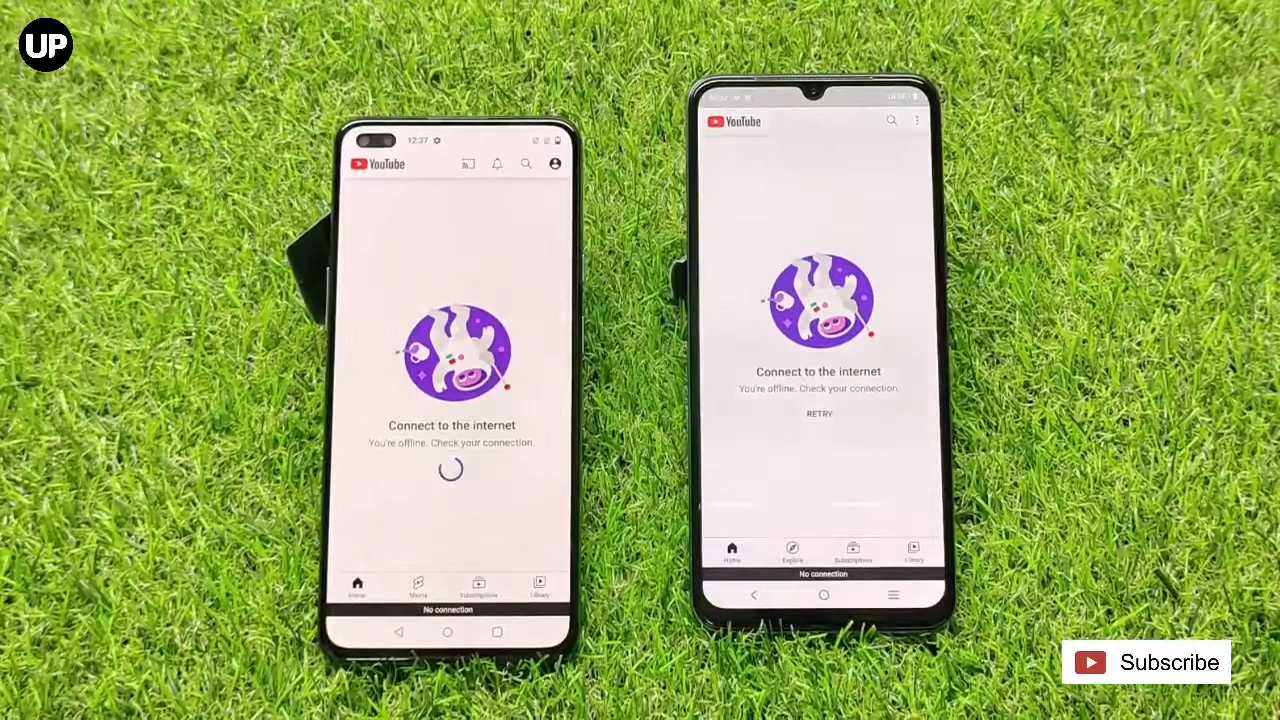 UP
12:37
YouTube
Connect to the internet
You're offline. Check your connection.
Home
Shorts
Subscriptions
Library
No connection
YouTube
Connect to the internet
You're offline. Check your connection
RETRY
Home
Explore
Subscriptions
Library
No connection
Subscribe